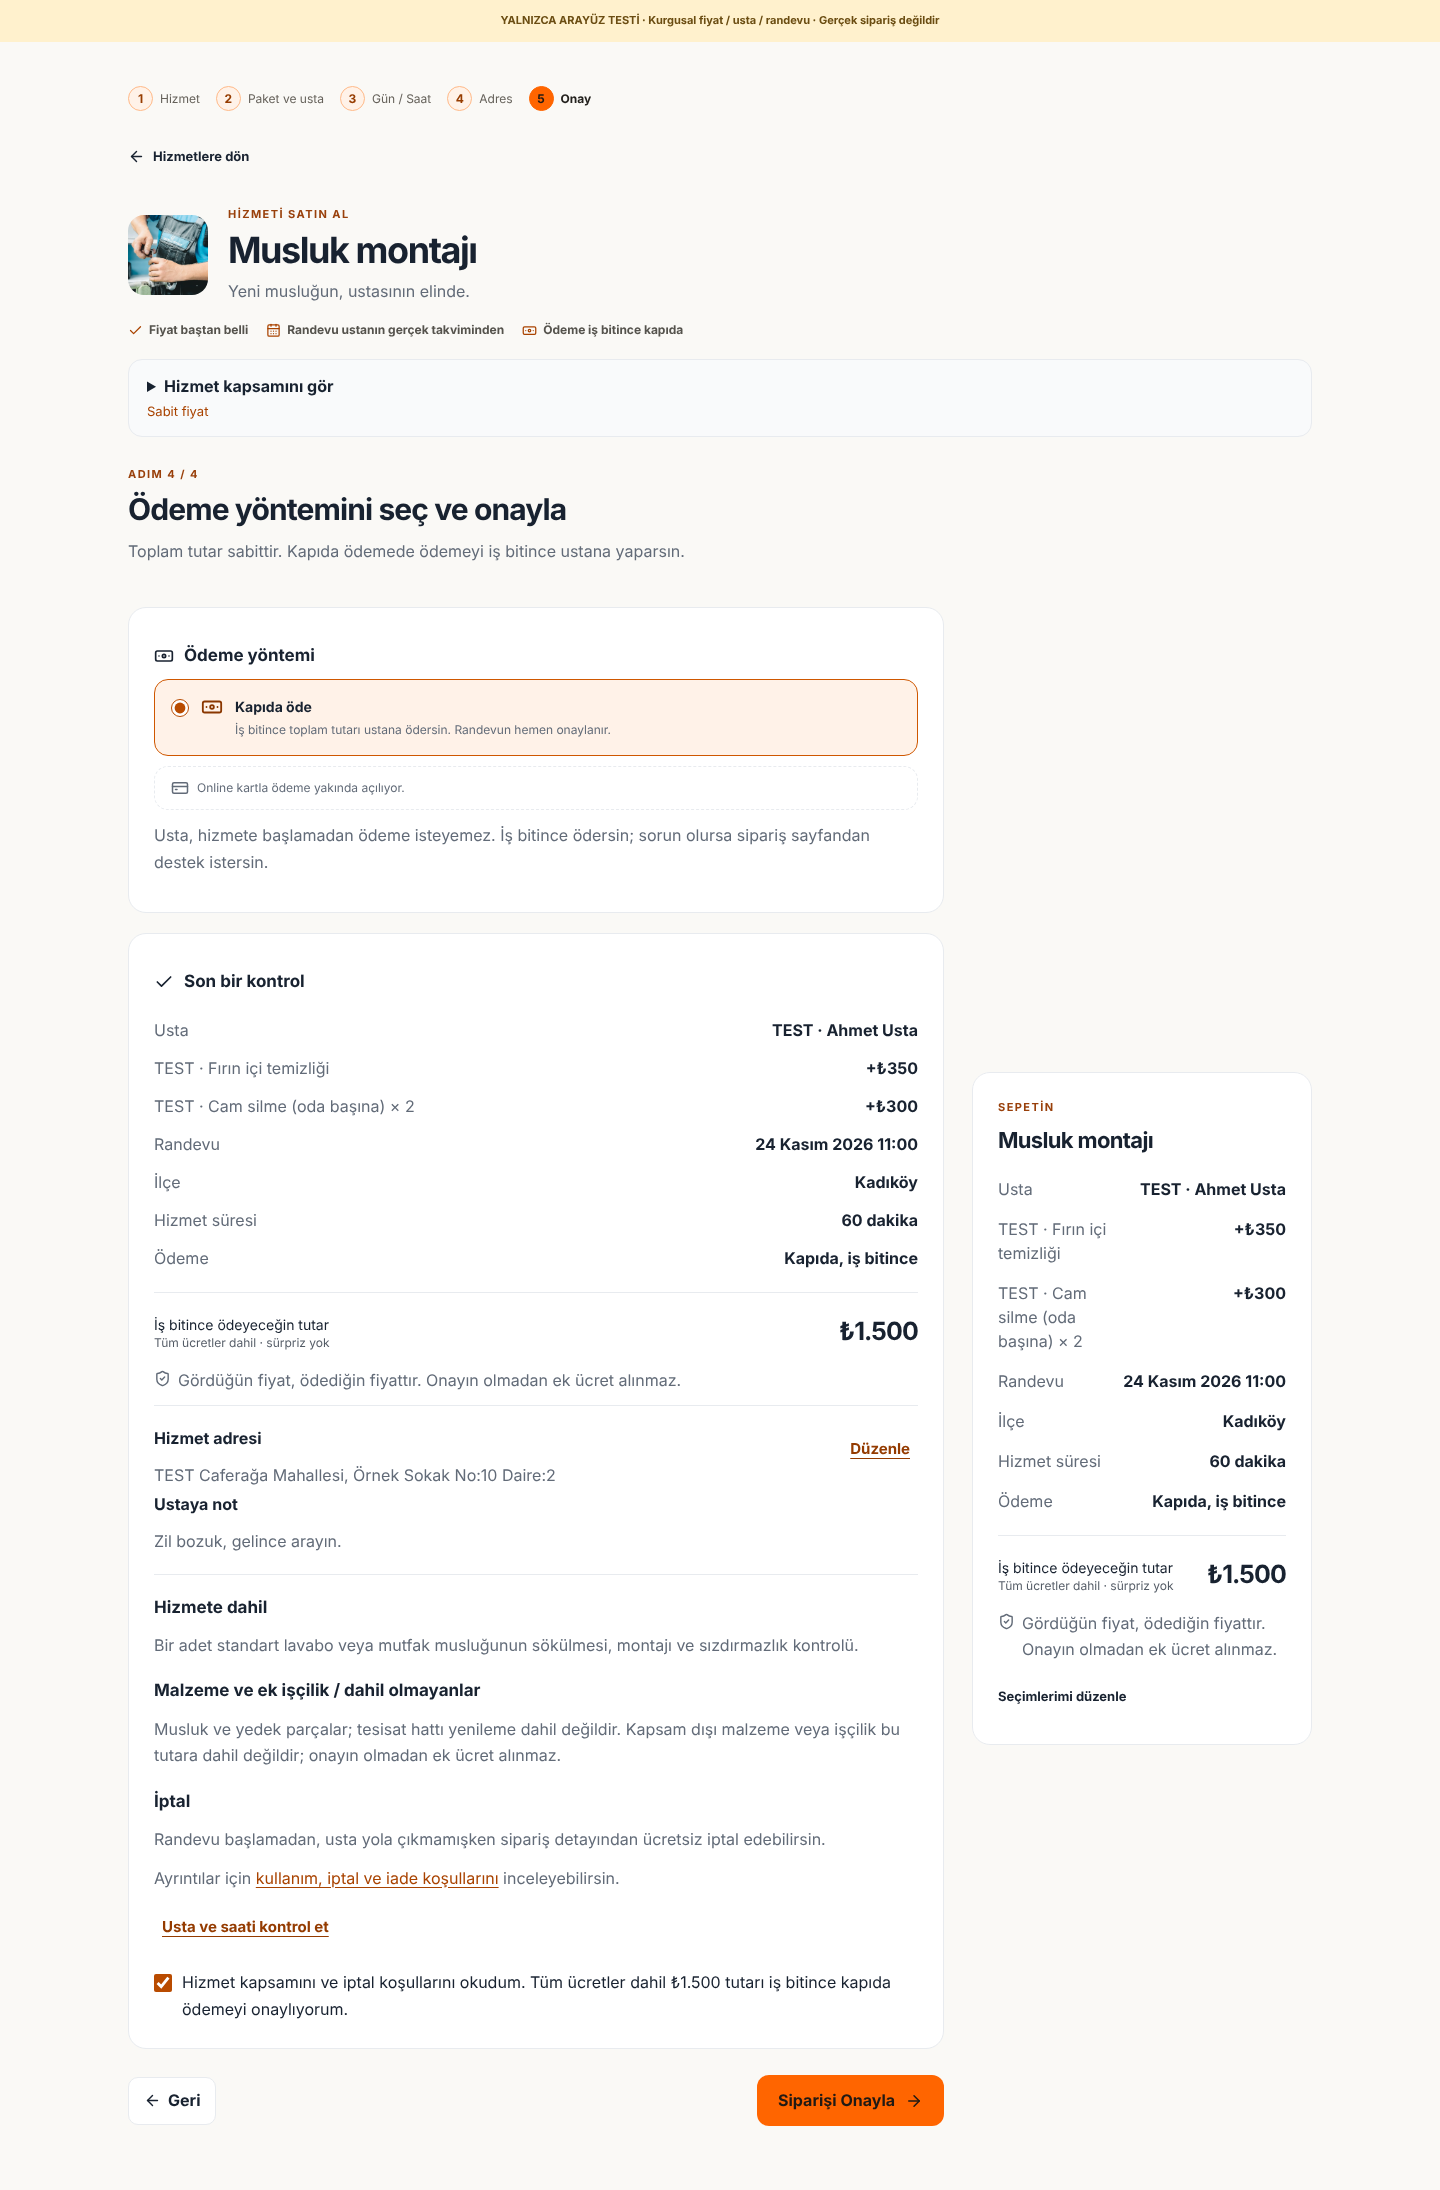 YALNIZCA ARAYÜZ TESTİ · Kurgusal fiyat / usta / randevu · Gerçek sipariş değildir
1 Hizmet 2 Paket ve usta 3 Gün / Saat 4 Adres 5 Onay
Hizmetlere dön
HİZMETİ SATIN AL
Musluk montajı
Yeni musluğun, ustasının elinde.
Fiyat baştan belli Randevu ustanın gerçek takviminden Ödeme iş bitince kapıda
Hizmet kapsamını gör
Sabit fiyat
ADIM 4 / 4
Ödeme yöntemini seç ve onayla
Toplam tutar sabittir. Kapıda ödemede ödemeyi iş bitince ustana yaparsın.
Ödeme yöntemi
Kapıda öde
İş bitince toplam tutarı ustana ödersin. Randevun hemen onaylanır.
Online kartla ödeme yakında açılıyor.
Usta, hizmete başlamadan ödeme isteyemez. İş bitince ödersin; sorun olursa sipariş sayfandan
destek istersin.
Son bir kontrol
Usta TEST · Ahmet Usta
TEST · Fırın içi temizliği +₺350
TEST · Cam silme (oda başına) × 2 +₺300
Randevu 24 Kasım 2026 11:00
İlçe Kadıköy
Hizmet süresi 60 dakika
Ödeme Kapıda, iş bitince
İş bitince ödeyeceğin tutar ₺1.500
Tüm ücretler dahil · sürpriz yok
Gördüğün fiyat, ödediğin fiyattır. Onayın olmadan ek ücret alınmaz.
Hizmet adresi
Düzenle
TEST Caferağa Mahallesi, Örnek Sokak No:10 Daire:2
Ustaya not
Zil bozuk, gelince arayın.
Hizmete dahil
Bir adet standart lavabo veya mutfak musluğunun sökülmesi, montajı ve sızdırmazlık kontrolü.
Malzeme ve ek işçilik / dahil olmayanlar
Musluk ve yedek parçalar; tesisat hattı yenileme dahil değildir. Kapsam dışı malzeme veya işçilik bu
tutara dahil değildir; onayın olmadan ek ücret alınmaz.
İptal
Randevu başlamadan, usta yola çıkmamışken sipariş detayından ücretsiz iptal edebilirsin.
Ayrıntılar için kullanım, iptal ve iade koşullarını inceleyebilirsin.
Usta ve saati kontrol et
Hizmet kapsamını ve iptal koşullarını okudum. Tüm ücretler dahil ₺1.500 tutarı iş bitince kapıda
ödemeyi onaylıyorum.
Geri
Siparişi Onayla
SEPETİN
Musluk montajı
Usta TEST · Ahmet Usta
TEST · Fırın içi +₺350
temizliği
TEST · Cam +₺300
silme (oda
başına) × 2
Randevu 24 Kasım 2026 11:00
İlçe Kadıköy
Hizmet süresi 60 dakika
Ödeme Kapıda, iş bitince
İş bitince ödeyeceğin tutar ₺1.500
Tüm ücretler dahil · sürpriz yok
Gördüğün fiyat, ödediğin fiyattır.
Onayın olmadan ek ücret alınmaz.
Seçimlerimi düzenle